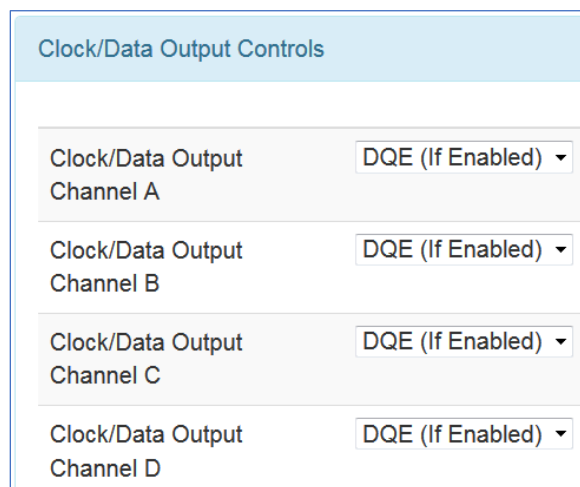 Clock/Data Output Controls
Clock/Data Output DQE (If Enabled)
Channel A
Clock/Data Output DQE (If Enabled)
Channel B
Clock/Data Output DQE (If Enabled)
Channel C
Clock/Data Output DQE (If Enabled)
Channel D